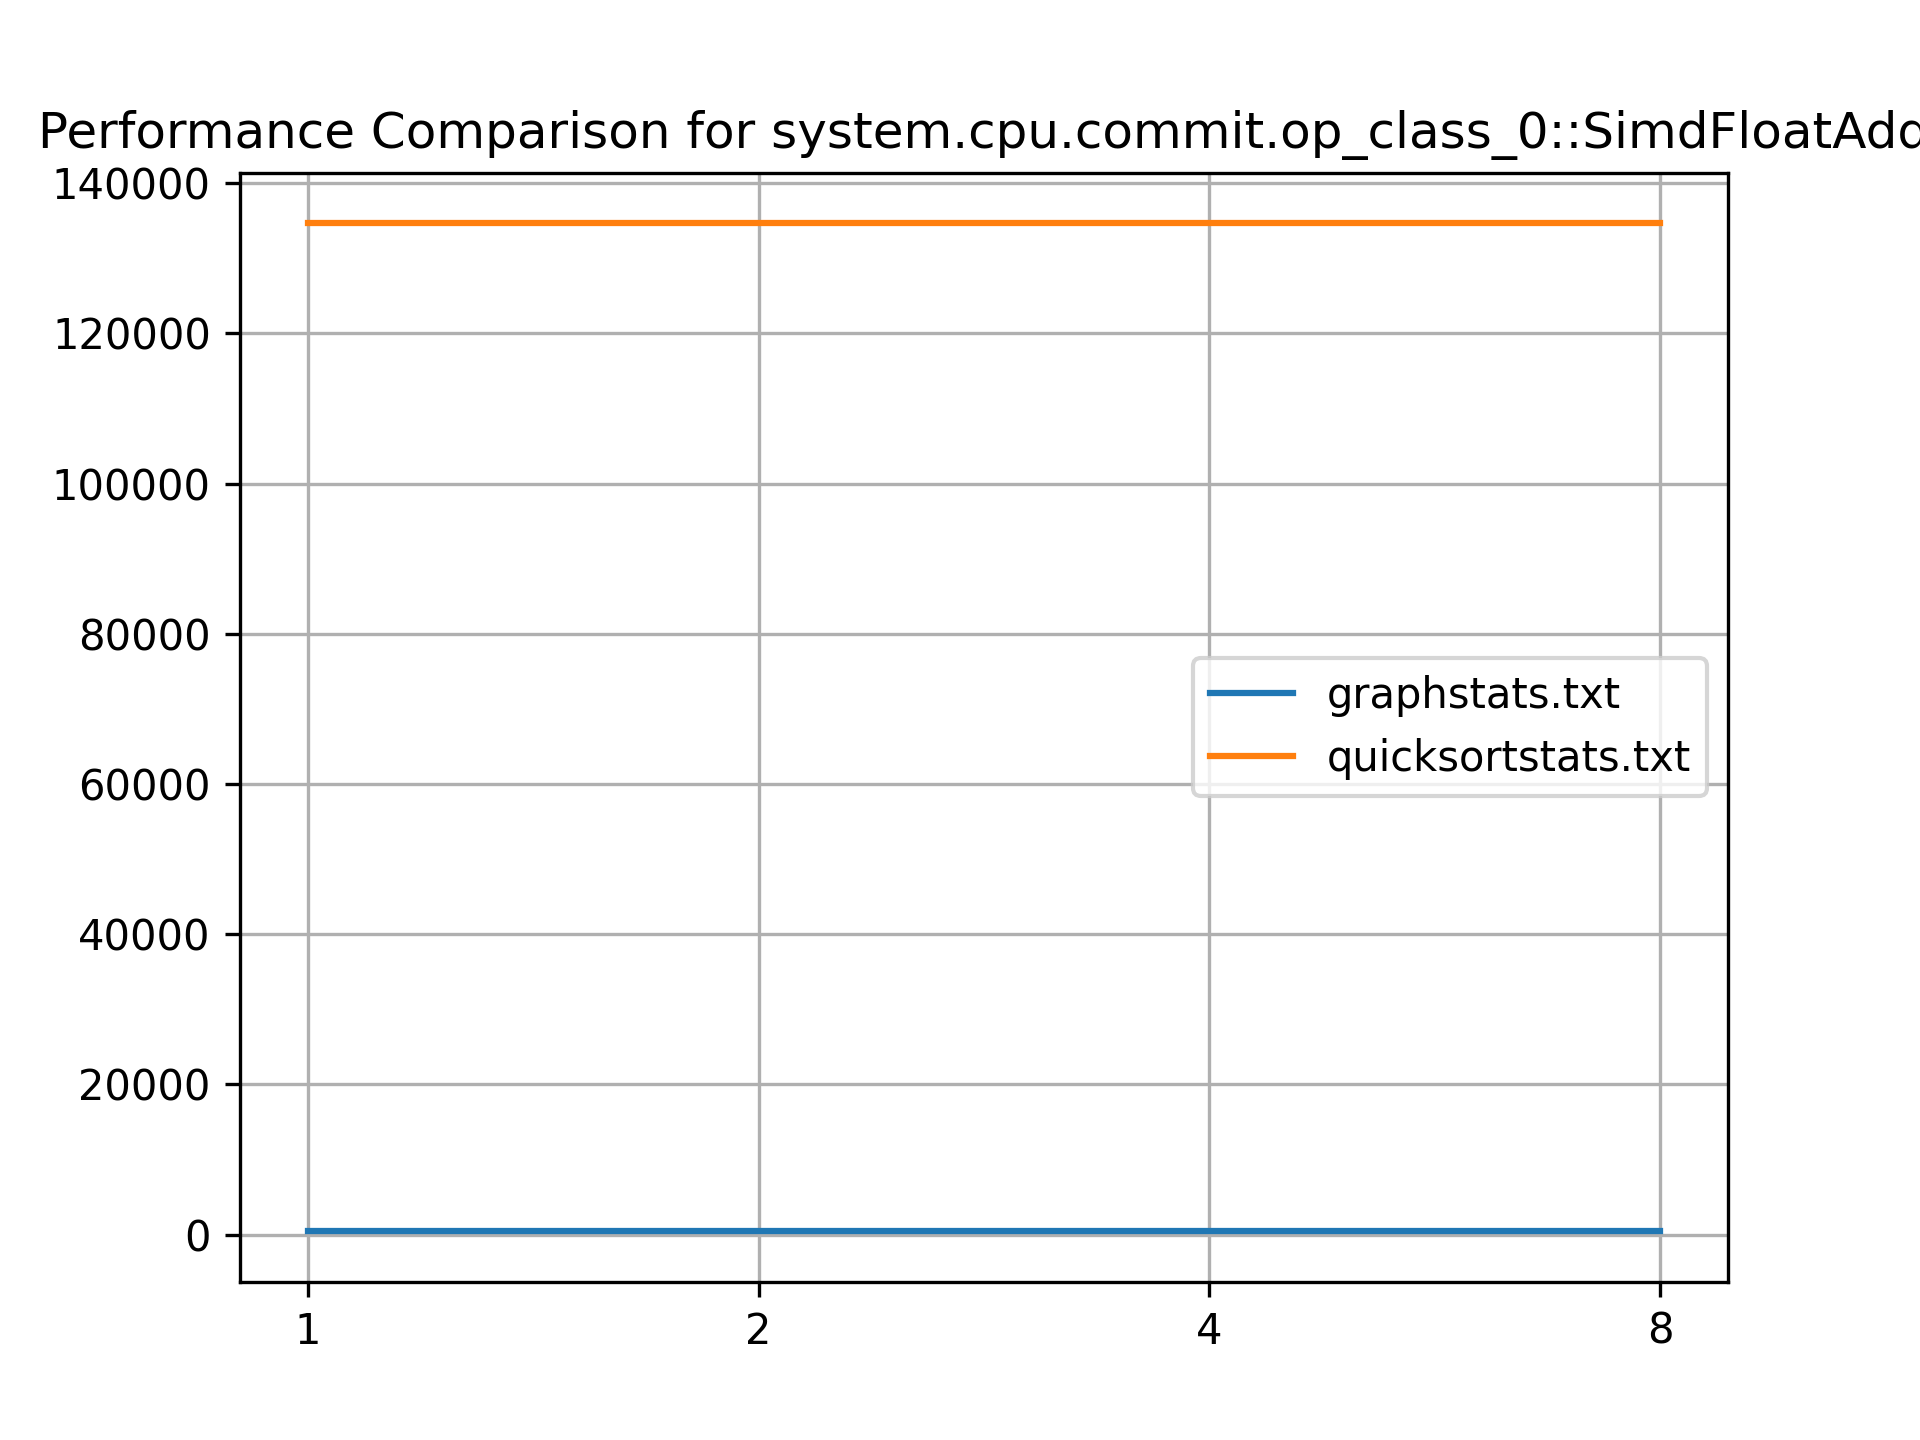 Performance Comparison for system.cpu.commit.op_class_0::SimdFloatAdd
140000
120000
100000
80000
60000
40000
20000
0
graphstats.txt
quicksortstats.txt
1 2 4 8